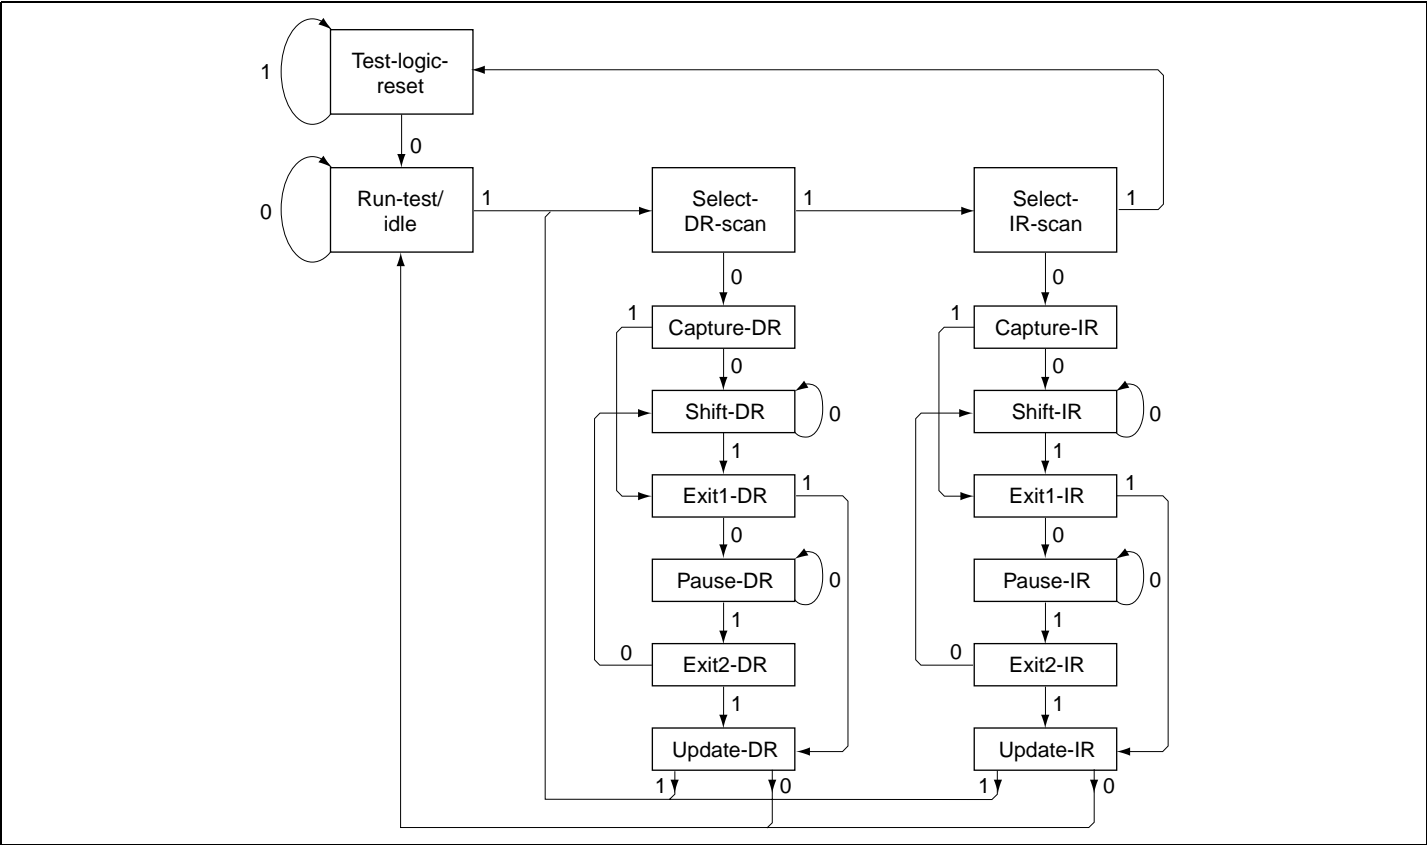 Test-logic-
reset
1
0
Run-test/
idle
0
1
Select-
DR-scan
1
Select-
IR-scan
1
0
0
1
Capture-DR
1
Capture-IR
0
0
Shift-DR
0
Shift-IR
0
1
1
Exit1-DR
1
Exit1-IR
1
0
0
Pause-DR
0
Pause-IR
0
1
1
0
Exit2-DR
0
Exit2-IR
1
1
Update-DR
Update-IR
1
0
1
0